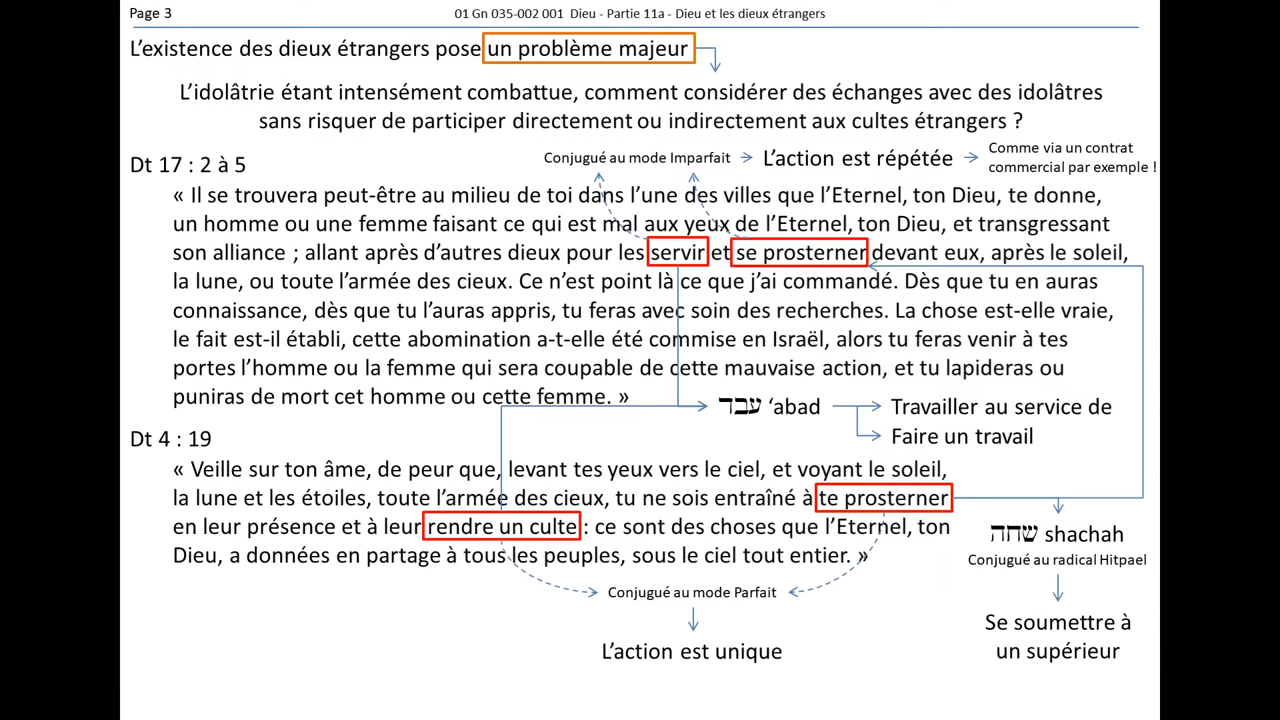 Page 3
01 Gn 035-002 001  Dieu - Partie 11a - Dieu et les dieux étrangers
L’existence des dieux étrangers pose un problème majeur
L’idolâtrie étant intensément combattue, comment considérer des échanges avec des idolâtres
sans risquer de participer directement ou indirectement aux cultes étrangers ?
Conjugué au mode Imparfait
L’action est répétée
Comme via un contrat
commercial par exemple !
Dt 17 : 2 à 5
« Il se trouvera peut-être au milieu de toi dans l’une des villes que l’Eternel, ton Dieu, te donne,
un homme ou une femme faisant ce qui est mal aux yeux de l’Eternel, ton Dieu, et transgressant
son alliance ; allant après d’autres dieux pour les servir et se prosterner devant eux, après le soleil,
la lune, ou toute l’armée des cieux. Ce n’est point là ce que j’ai commandé. Dès que tu en auras
connaissance, dès que tu l’auras appris, tu feras avec soin des recherches. La chose est-elle vraie,
le fait est-il établi, cette abomination a-t-elle été commise en Israël, alors tu feras venir à tes
portes l’homme ou la femme qui sera coupable de cette mauvaise action, et tu lapideras ou
puniras de mort cet homme ou cette femme. »
עבד ‘abad
Travailler au service de
Faire un travail
Dt 4 : 19
« Veille sur ton âme, de peur que, levant tes yeux vers le ciel, et voyant le soleil,
la lune et les étoiles, toute l’armée des cieux, tu ne sois entraîné à te prosterner
en leur présence et à leur rendre un culte : ce sont des choses que l’Eternel, ton
Dieu, a données en partage à tous les peuples, sous le ciel tout entier. »
שחה shachah
Conjugué au radical Hitpael
Se soumettre à
un supérieur
Conjugué au mode Parfait
L’action est unique